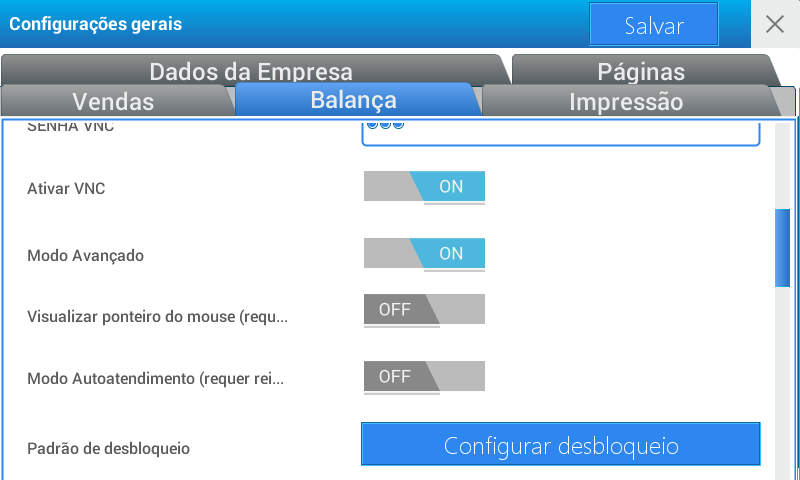 Configurações gerais
Salvar
Dados da Empresa
Páginas
Vendas
Balança
Impressão
SENHA VNC
Ativar VNC
ON
Modo Avançado
ON
Visualizar ponteiro do mouse (requ...
OFF
Modo Autoatendimento (requer rei...
OFF
Padrão de desbloqueio
Configurar desbloqueio